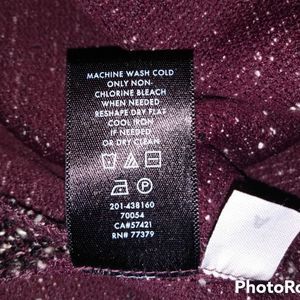 MACHINE WASH COLD
ONLY NON-
CHLORINE BLEACH
WHEN NEEDED
RESHAPE DRY FLAT
COOL IRON
IF NEEDED
OR DRY CLEAN
201-438160
70054
CA#57421
RN# 77379
PhotoRo